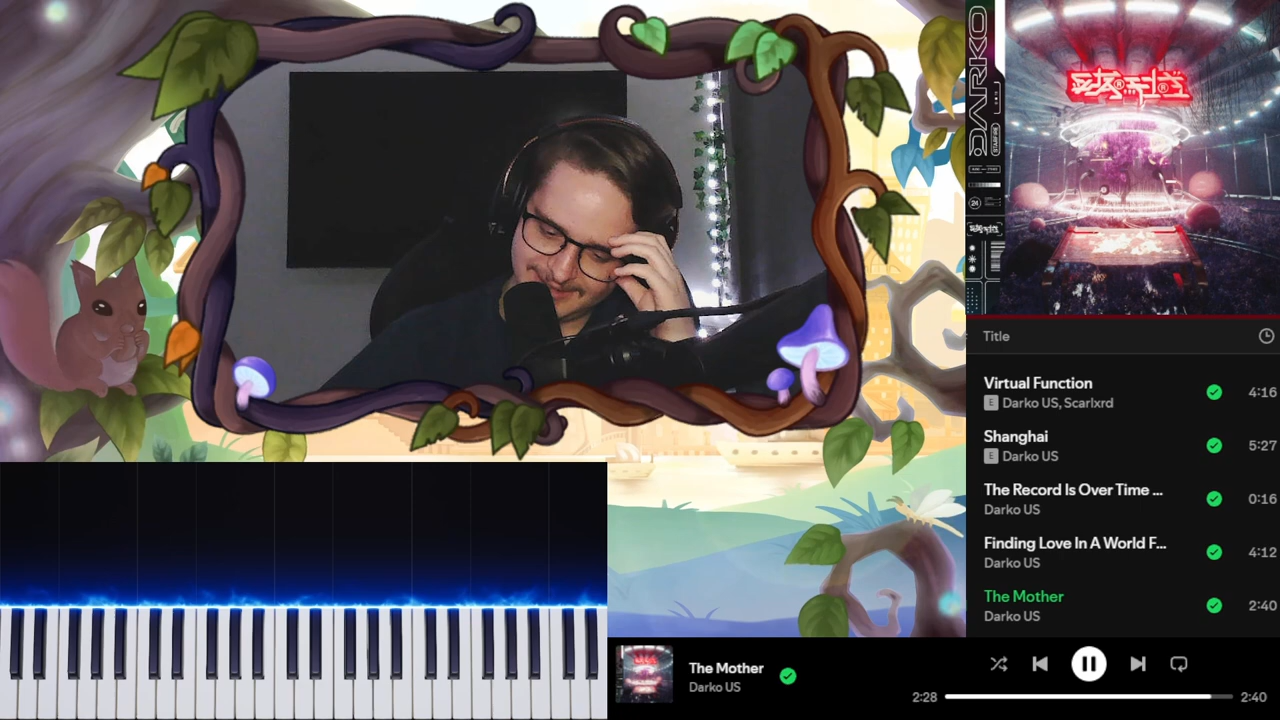 DARKO
STARFIRE
24
Title
Virtual Function
E Darko US, Scarlxrd
4:16
Shanghai
E Darko US
5:27
The Record Is Over Time ...
Darko US
0:16
Finding Love In A World F...
Darko US
4:12
The Mother
Darko US
2:40
The Mother
Darko US
2:28
2:40